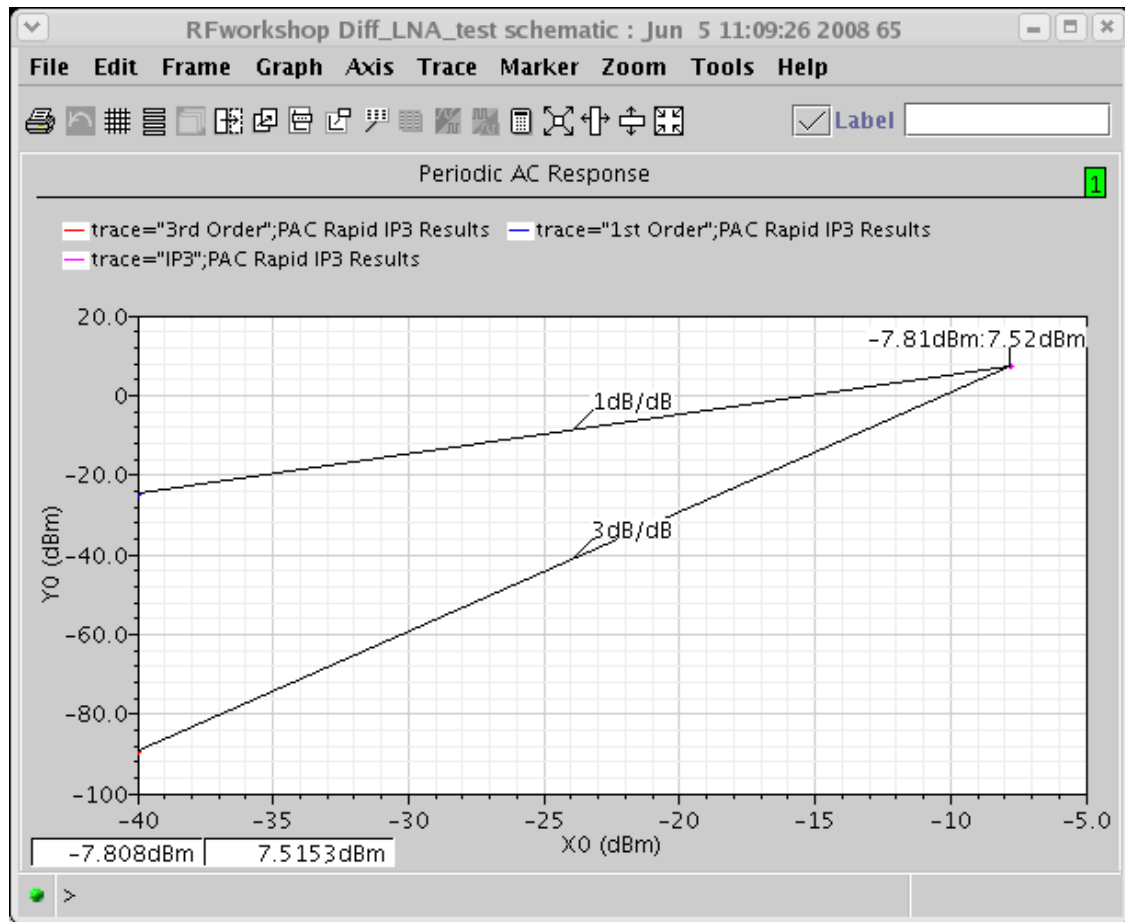 RFworkshop Diff_LNA_test schematic : Jun 5 11:09:26 2008 65
File Edit Frame Graph Axis Trace Marker Zoom Tools Help
Label
Periodic AC Response
1
trace="3rd Order";PAC Rapid IP3 Results trace="1st Order";PAC Rapid IP3 Results
trace="IP3";PAC Rapid IP3 Results
20.0
-7.81dBm:7.52dBm
0
1dB/dB
-20.0
Y0 (dBm)
3dB/dB
-40.0
-60.0
-80.0
-100
-40 -35 -30 -25 -20 -15 -10 -5.0
X0 (dBm)
-7.808dBm 7.5153dBm
>